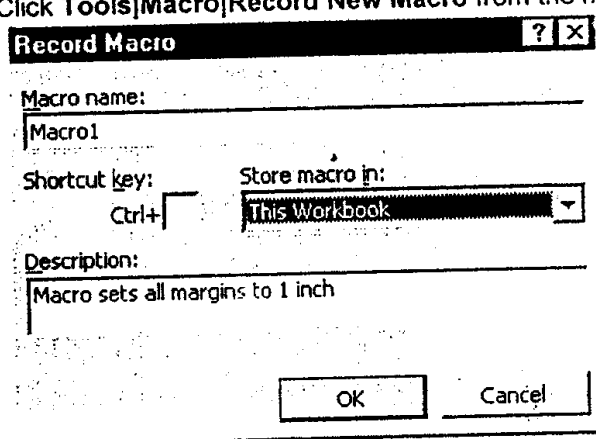 Click Tools|Macro|Record New Macro from the
Record Macro ? X
Macro name:
Macro1
Shortcut key: Store macro in:
Ctrl+ This Workbook
Description:
Macro sets all margins to 1 inch
OK Cancel